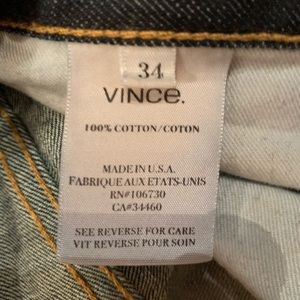 34
VINCE.
100% COTTON/COTON
MADE IN U.S.A.
FABRIQUE AUX ETATS-UNIS
RN#106730
CA#34460
SEE REVERSE FOR CARE
VIT REVERSE POUR SOIN